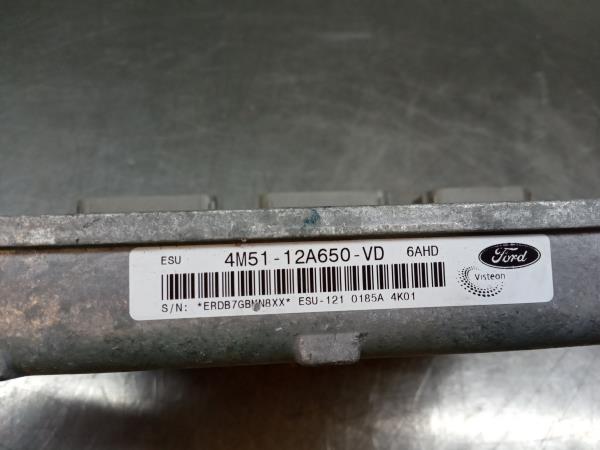 ESU 4M51-12A650-VD 6AHD
Ford
Visteon
S/N: *ERDB7GBMN8XX* ESU-121 0185A 4K01